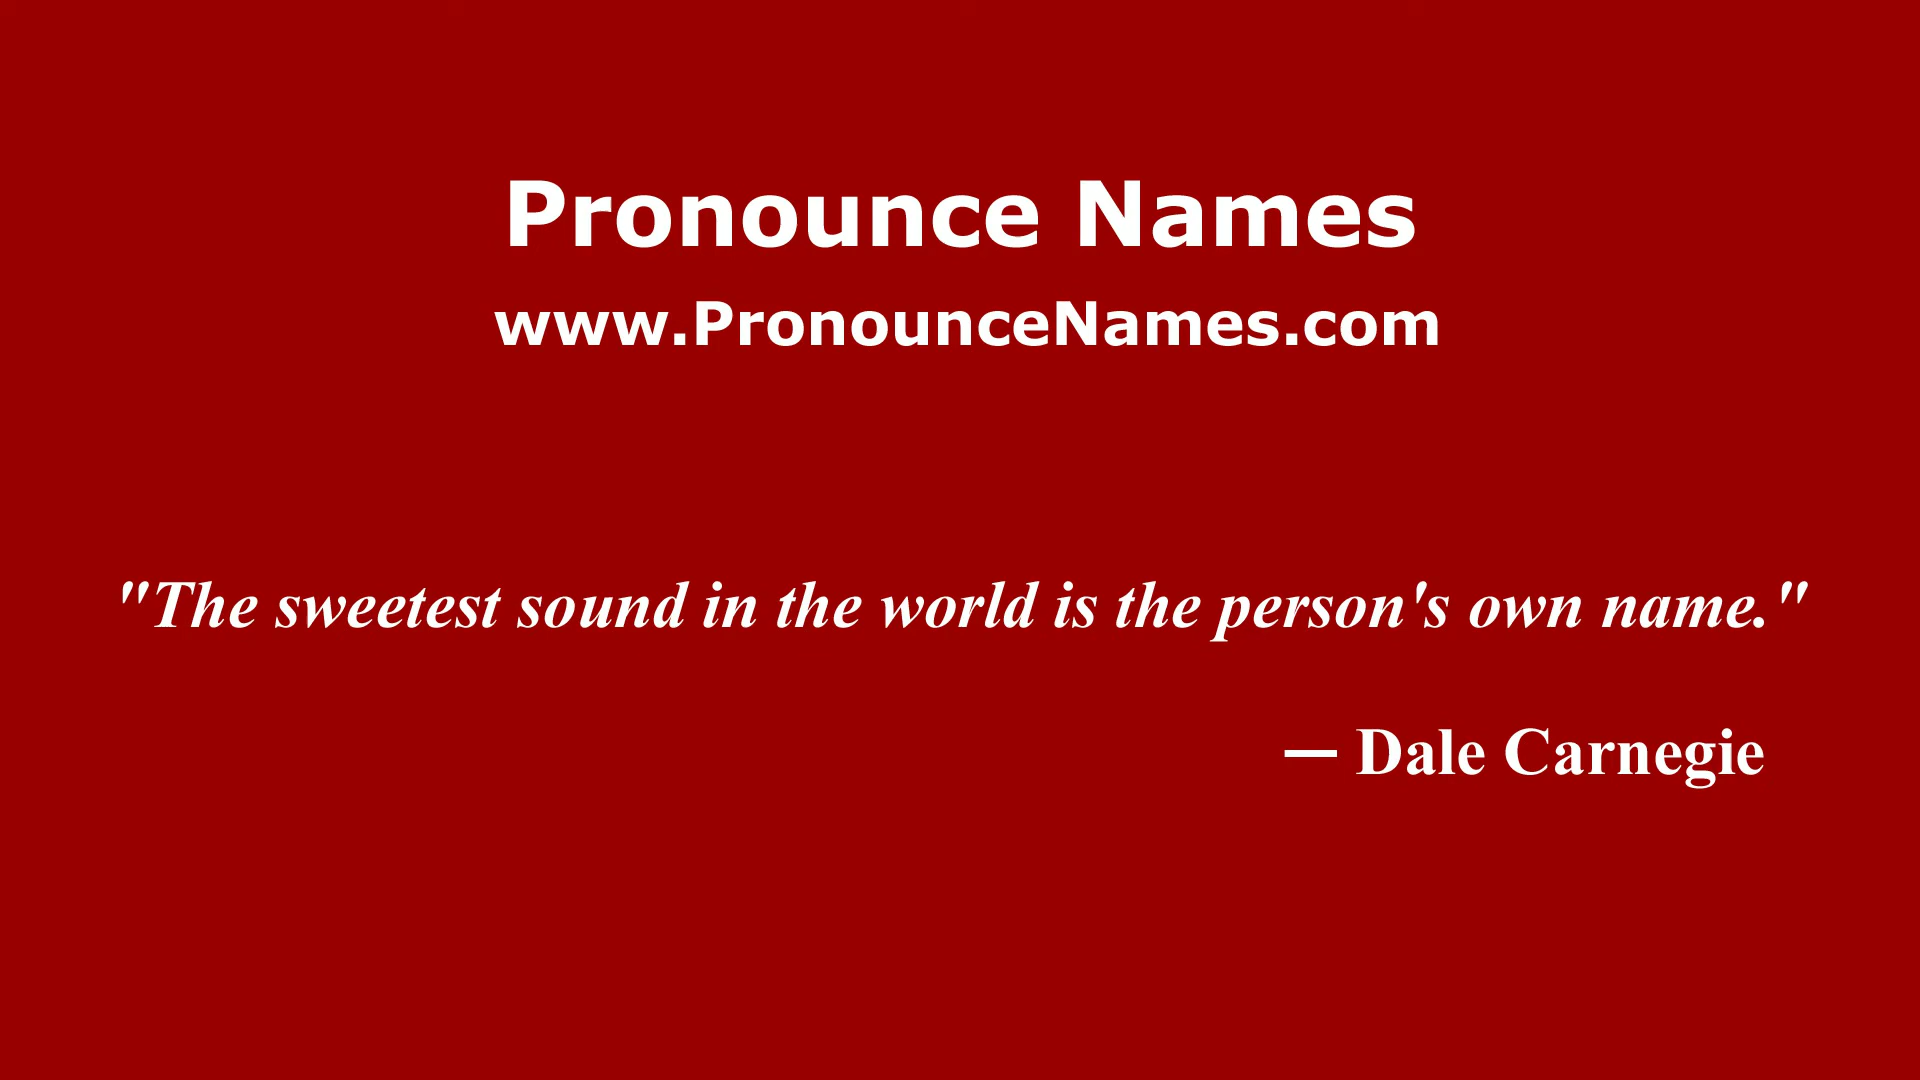 Pronounce Names
www.PronounceNames.com
"The sweetest sound in the world is the person's own name."
— Dale Carnegie